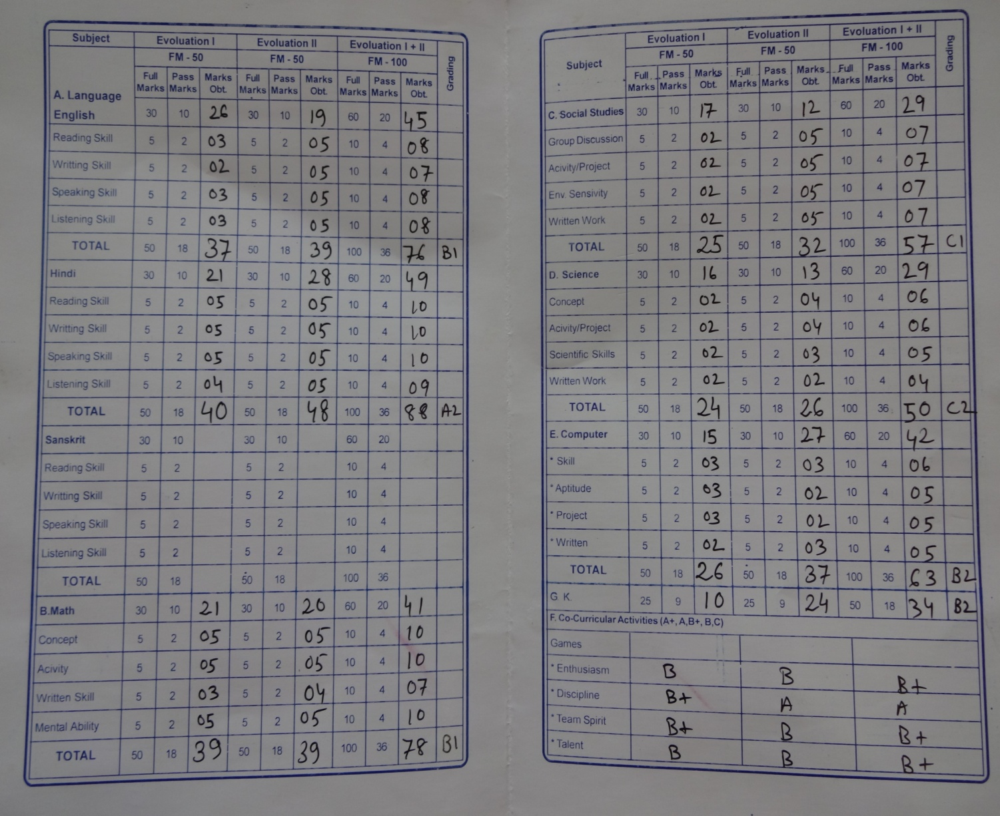 Subject Evoluation I Evoluation II Evoluation I + II Grading
FM - 50 FM - 50 FM - 100
A. Language Full Marks Pass Marks Marks Obt. Full Marks Pass Marks Marks Obt. Full Marks Pass Marks Marks Obt.
English 30 10 26 30 10 19 60 20 45
Reading Skill 5 2 03 5 2 05 10 4 08
Writting Skill 5 2 02 5 2 05 10 4 07
Speaking Skill 5 2 03 5 2 05 10 4 08
Listening Skill 5 2 03 5 2 05 10 4 08
TOTAL 50 18 37 50 18 39 100 36 76 B1
Hindi 30 10 21 30 10 28 60 20 49
Reading Skill 5 2 05 5 2 05 10 4 10
Writting Skill 5 2 05 5 2 05 10 4 10
Speaking Skill 5 2 05 5 2 05 10 4 10
Listening Skill 5 2 04 5 2 05 10 4 09
TOTAL 50 18 40 50 18 48 100 36 88 A2
Sanskrit 30 10 30 10 60 20
Reading Skill 5 2 5 2 10 4
Writting Skill 5 2 5 2 10 4
Speaking Skill 5 2 5 2 10 4
Listening Skill 5 2 5 2 10 4
TOTAL 50 18 50 18 100 36
B.Math 30 10 21 30 10 20 60 20 41
Concept 5 2 05 5 2 05 10 4 10
Acivity 5 2 05 5 2 05 10 4 10
Written Skill 5 2 03 5 2 04 10 4 07
Mental Ability 5 2 05 5 2 05 10 4 10
TOTAL 50 18 39 50 18 39 100 36 78 B1
Subject Evoluation I Evoluation II Evoluation I + II Grading
FM - 50 FM - 50 FM - 100
Full Marks Pass Marks Marks Obt. Full Marks Pass Marks Marks Obt. Full Marks Pass Marks Marks Obt.
C. Social Studies 30 10 17 30 10 12 60 20 29
Group Discussion 5 2 02 5 2 05 10 4 07
Acivity/Project 5 2 02 5 2 05 10 4 07
Env. Sensivity 5 2 02 5 2 05 10 4 07
Written Work 5 2 02 5 2 05 10 4 07
TOTAL 50 18 25 50 18 32 100 36 57 C1
D. Science 30 10 16 30 10 13 60 20 29
Concept 5 2 02 5 2 04 10 4 06
Acivity/Project 5 2 02 5 2 04 10 4 06
Scientific Skills 5 2 02 5 2 03 10 4 05
Written Work 5 2 02 5 2 02 10 4 04
TOTAL 50 18 24 50 18 26 100 36 50 C2
E. Computer 30 10 15 30 10 27 60 20 42
* Skill 5 2 03 5 2 03 10 4 06
* Aptitude 5 2 03 5 2 02 10 4 05
* Project 5 2 03 5 2 02 10 4 05
* Written 5 2 02 5 2 03 10 4 05
TOTAL 50 18 26 50 18 37 100 36 63 B2
G K. 25 9 10 25 9 24 50 18 34 B2
F. Co-Curricular Activities (A+, A,B+, B,C)
Games
* Enthusiasm B B B+
* Discipline B+ A A
* Team Spirit B+ B B+
* Talent B B B+